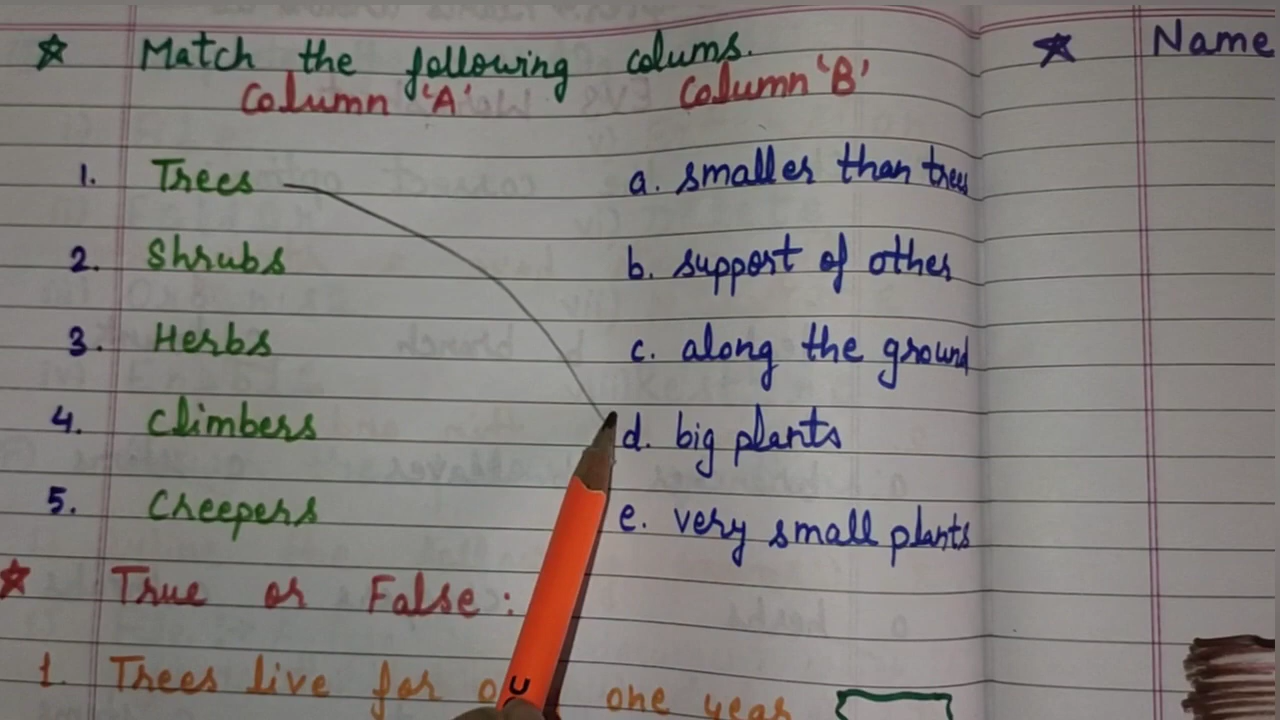 ☆ Match the following colums.
Column 'A' Column 'B'
1. Trees a. smaller than trees
2. Shrubs b. support of other
3. Herbs c. along the ground
4. Climbers d. big plants
5. Creepers e. very small plants
☆ True or False :
1. Trees live for one year
☆ Name